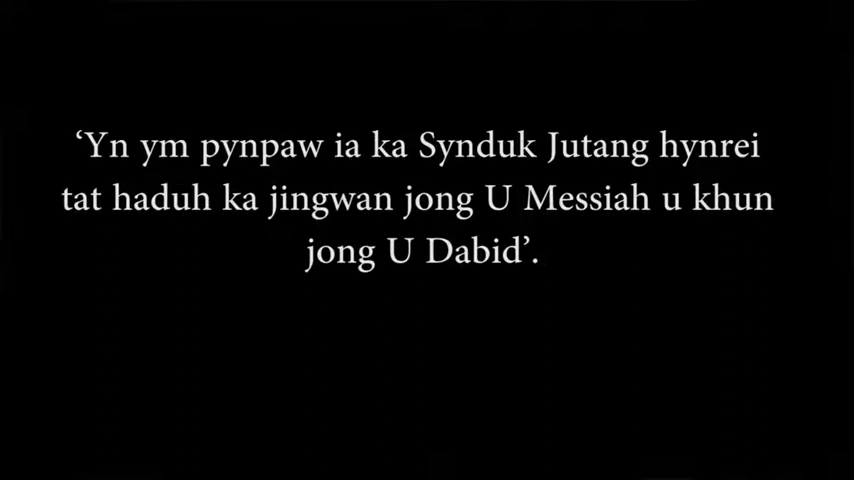 ‘Yn ym pynpaw ia ka Synduk Jutang hynrei
tat haduh ka jingwan jong U Messiah u khun
jong U Dabid’.